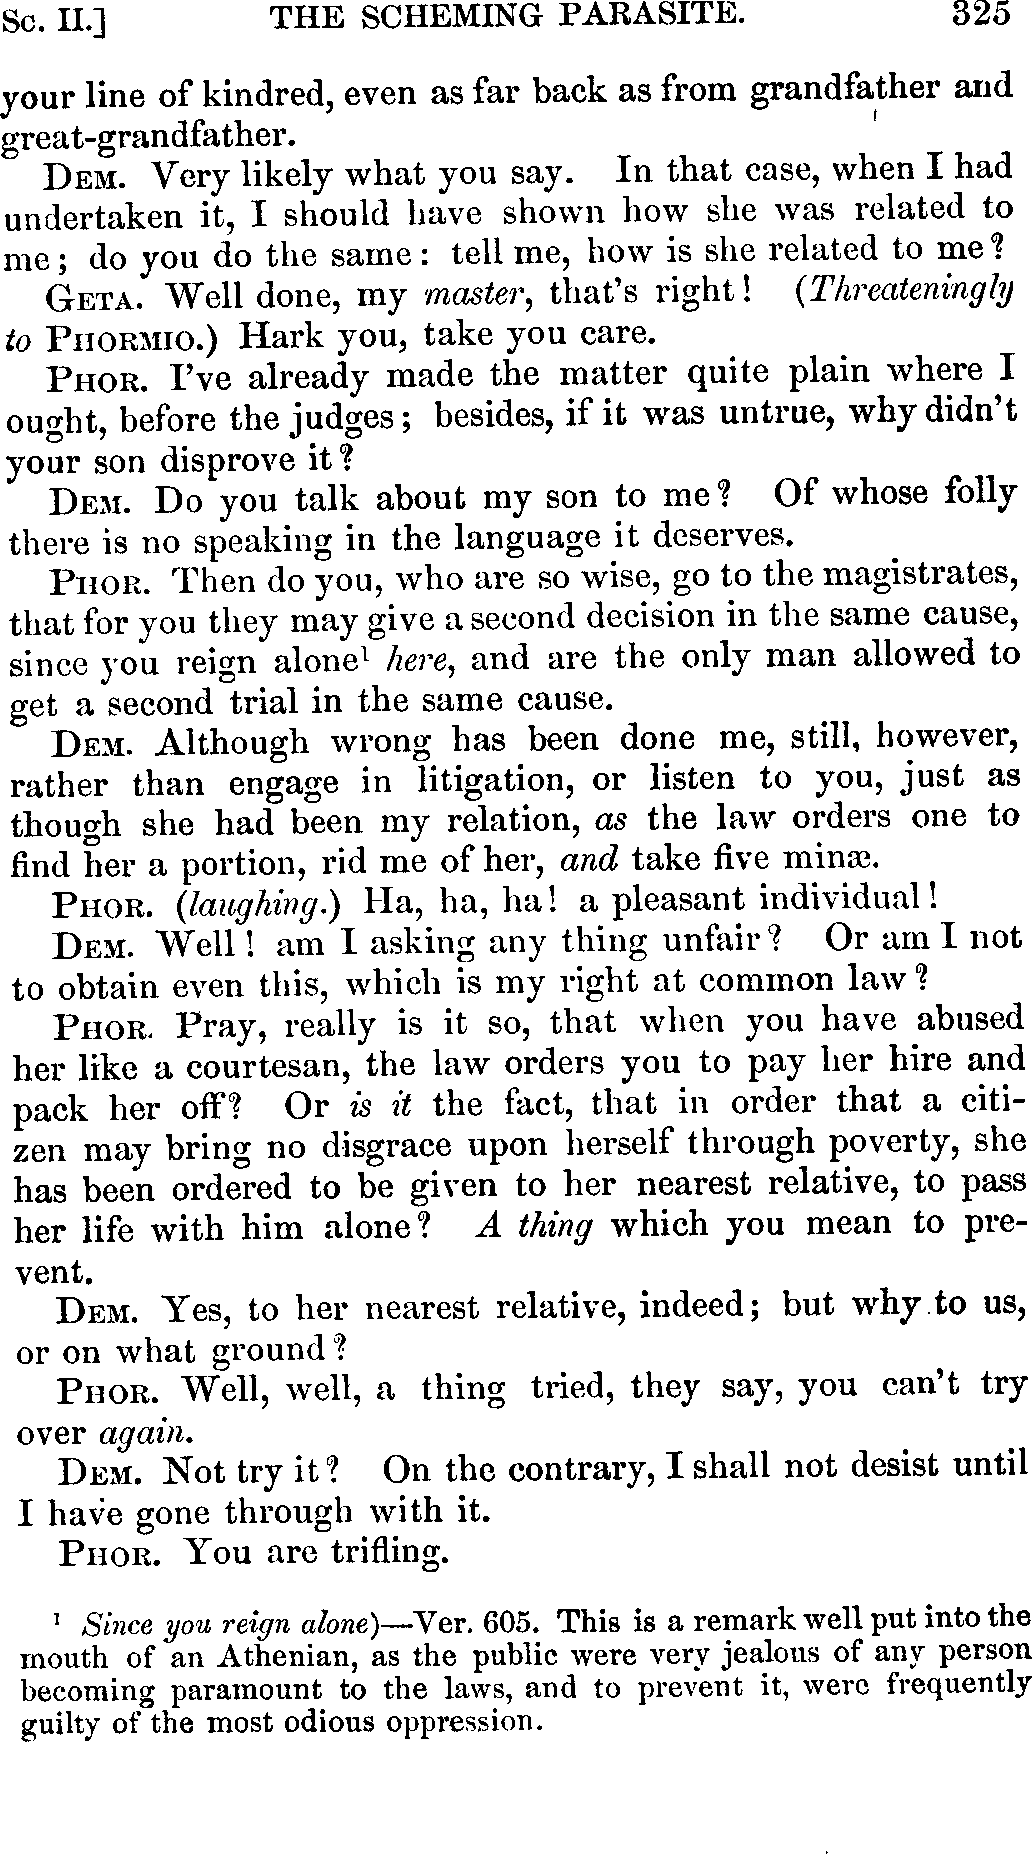 Sc. II.] THE SCHEMING PARASITE. 325
your line of kindred, even as far back as from grandfather and
great-grandfather.
DEM. Very likely what you say. In that case, when I had
undertaken it, I should have shown how she was related to
me; do you do the same: tell me, how is she related to me?
GETA. Well done, my master, that's right! (Threateningly
to PHORMIO.) Hark you, take you care.
PHOR. I've already made the matter quite plain where I
ought, before the judges; besides, if it was untrue, why didn't
your son disprove it?
DEM. Do you talk about my son to me? Of whose folly
there is no speaking in the language it deserves.
PHOR. Then do you, who are so wise, go to the magistrates,
that for you they may give a second decision in the same cause,
since you reign alone¹ here, and are the only man allowed to
get a second trial in the same cause.
DEM. Although wrong has been done me, still, however,
rather than engage in litigation, or listen to you, just as
though she had been my relation, as the law orders one to
find her a portion, rid me of her, and take five minæ.
PHOR. (laughing.) Ha, ha, ha! a pleasant individual!
DEM. Well! am I asking any thing unfair? Or am I not
to obtain even this, which is my right at common law?
PHOR. Pray, really is it so, that when you have abused
her like a courtesan, the law orders you to pay her hire and
pack her off? Or is it the fact, that in order that a citi-
zen may bring no disgrace upon herself through poverty, she
has been ordered to be given to her nearest relative, to pass
her life with him alone? A thing which you mean to pre-
vent.
DEM. Yes, to her nearest relative, indeed; but why to us,
or on what ground?
PHOR. Well, well, a thing tried, they say, you can't try
over again.
DEM. Not try it? On the contrary, I shall not desist until
I have gone through with it.
PHOR. You are trifling.
¹ Since you reign alone)—Ver. 605. This is a remark well put into the
mouth of an Athenian, as the public were very jealous of any person
becoming paramount to the laws, and to prevent it, were frequently
guilty of the most odious oppression.